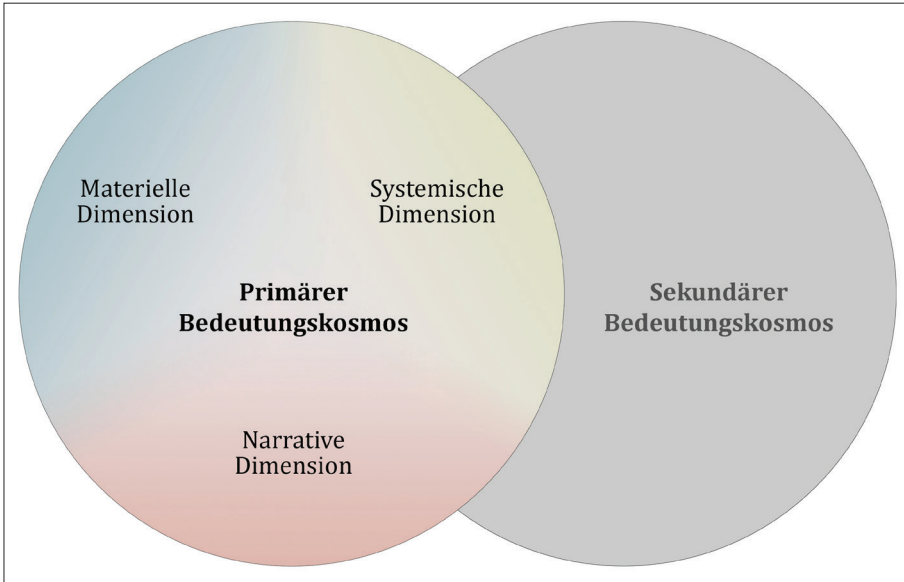 Materielle
Dimension
Systemische
Dimension
Primärer
Bedeutungskosmos
Sekundärer
Bedeutungskosmos
Narrative
Dimension